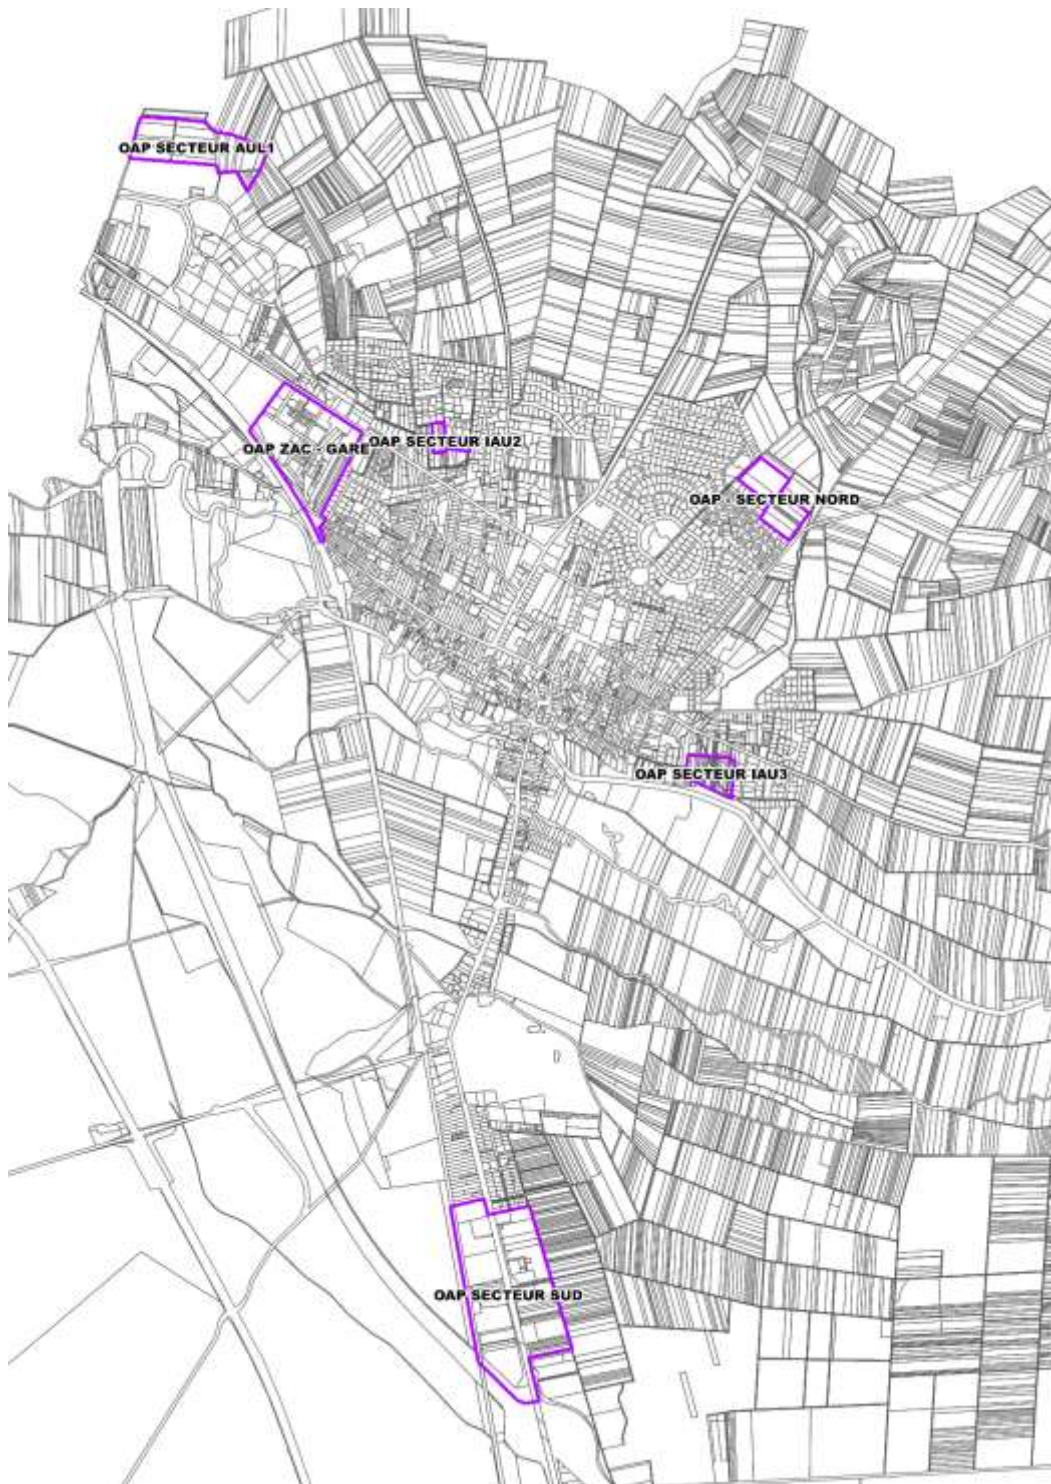 OAP SECTEUR AUL1
OAP SECTEUR IAU2
OAP ZAC - GARE
OAP - SECTEUR NORD
OAP SECTEUR IAU3
OAP SECTEUR SUD